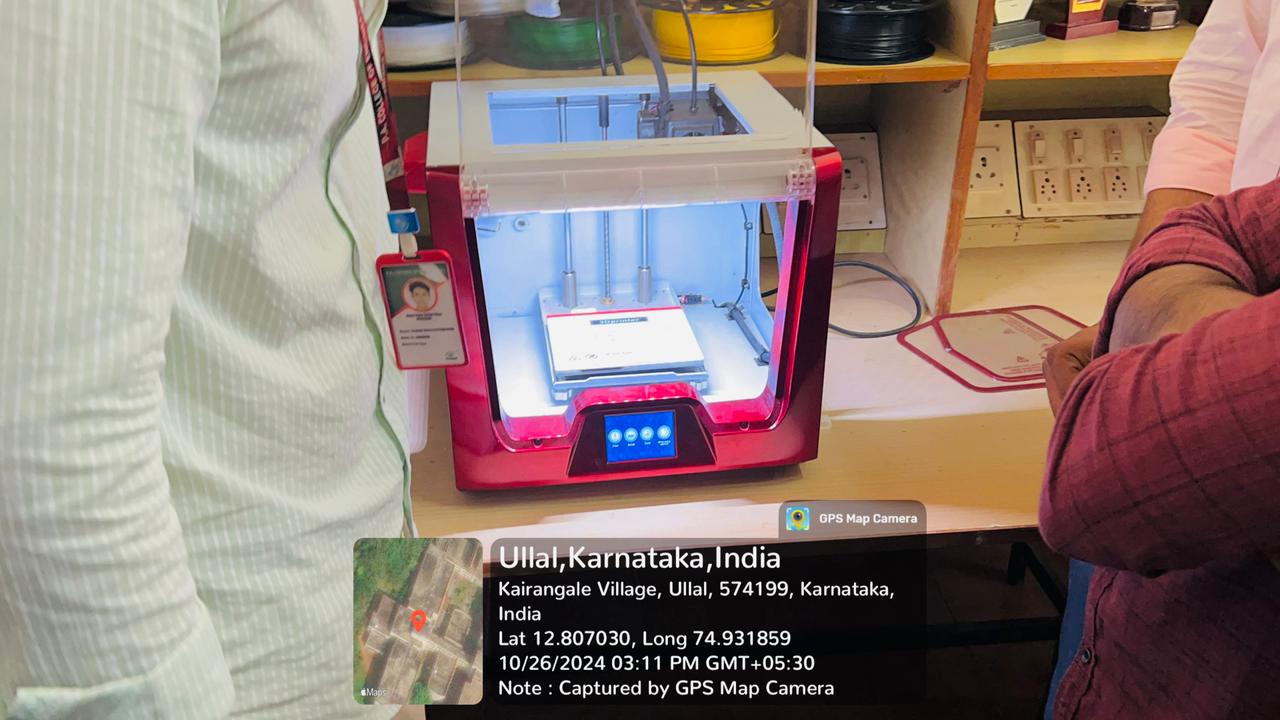 GPS Map Camera
Ullal,Karnataka,India
Kairangale Village, Ullal, 574199, Karnataka,
India
Lat 12.807030, Long 74.931859
10/26/2024 03:11 PM GMT+05:30
Note : Captured by GPS Map Camera
Maps